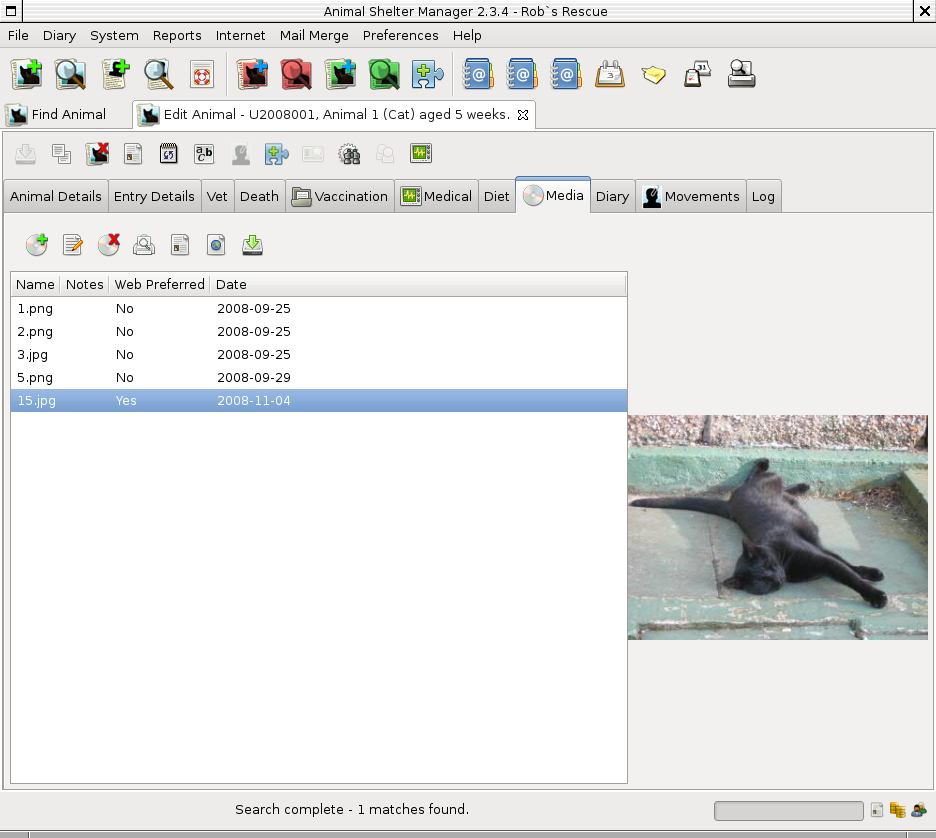 Animal Shelter Manager 2.3.4 - Rob`s Rescue
File Diary System Reports Internet Mail Merge Preferences Help
Find Animal Edit Animal - U2008001, Animal 1 (Cat) aged 5 weeks.
Animal Details Entry Details Vet Death Vaccination Medical Diet Media Diary Movements Log
Name Notes Web Preferred Date
1.png No 2008-09-25
2.png No 2008-09-25
3.jpg No 2008-09-25
5.png No 2008-09-29
15.jpg Yes 2008-11-04
Search complete - 1 matches found.